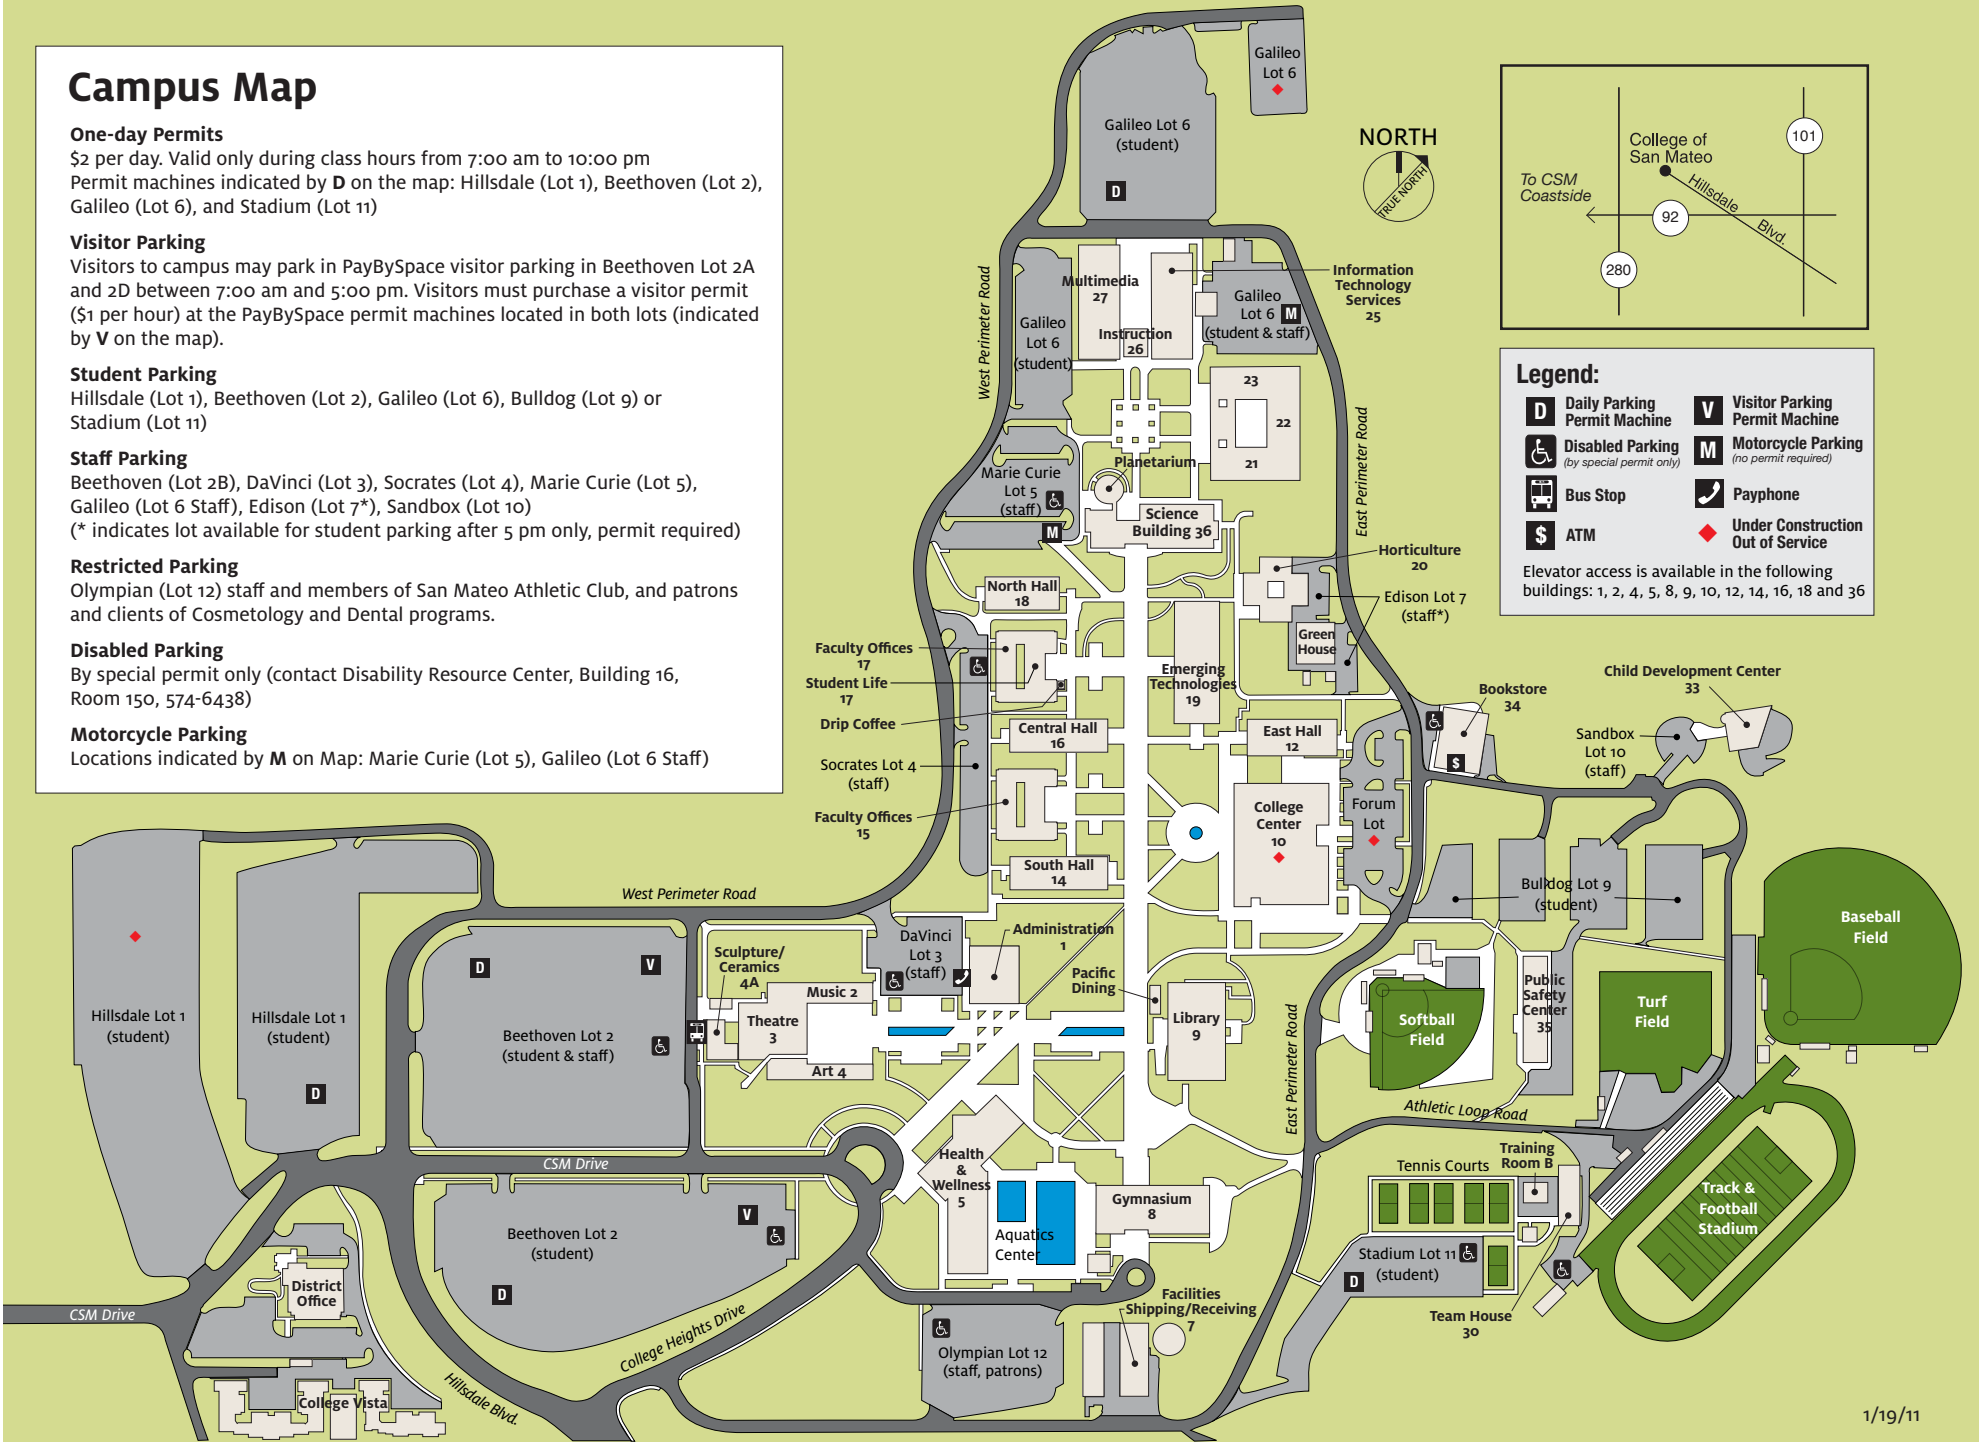 Campus Map
One-day Permits
$2 per day. Valid only during class hours from 7:00 am to 10:00 pm
Permit machines indicated by D on the map: Hillsdale (Lot 1), Beethoven (Lot 2),
Galileo (Lot 6), and Stadium (Lot 11)
Visitor Parking
Visitors to campus may park in PayBySpace visitor parking in Beethoven Lot 2A
and 2D between 7:00 am and 5:00 pm. Visitors must purchase a visitor permit
($1 per hour) at the PayBySpace permit machines located in both lots (indicated
by V on the map).
Student Parking
Hillsdale (Lot 1), Beethoven (Lot 2), Galileo (Lot 6), Bulldog (Lot 9) or
Stadium (Lot 11)
Staff Parking
Beethoven (Lot 2B), DaVinci (Lot 3), Socrates (Lot 4), Marie Curie (Lot 5),
Galileo (Lot 6 Staff), Edison (Lot 7*), Sandbox (Lot 10)
(* indicates lot available for student parking after 5 pm only, permit required)
Restricted Parking
Olympian (Lot 12) staff and members of San Mateo Athletic Club, and patrons
and clients of Cosmetology and Dental programs.
Disabled Parking
By special permit only (contact Disability Resource Center, Building 16,
Room 150, 574-6438)
Motorcycle Parking
Locations indicated by M on Map: Marie Curie (Lot 5), Galileo (Lot 6 Staff)
Galileo
Lot 6
Galileo Lot 6
(student)
D
NORTH
TRUE NORTH
College of
San Mateo
101
To CSM
Coastside
Hillsdale
Blvd.
92
280
Legend:
D
Daily Parking
Permit Machine
V
Visitor Parking
Permit Machine
Disabled Parking
(by special permit only)
M
Motorcycle Parking
(no permit required)
Bus Stop
Payphone
$
ATM
Under Construction
Out of Service
Elevator access is available in the following
buildings: 1, 2, 4, 5, 8, 9, 10, 12, 14, 16, 18 and 36
West Perimeter Road
Multimedia
27
Information
Technology
Services
25
Galileo
Lot 6
(student & staff)
M
Galileo
Lot 6
(student)
Instruction
26
23
22
21
East Perimeter Road
Planetarium
Marie Curie
Lot 5
(staff)
M
Science
Building 36
Horticulture
20
North Hall
18
Edison Lot 7
(staff*)
Green
House
Faculty Offices
17
Student Life
17
Drip Coffee
Emerging
Technologies
19
Child Development Center
33
Bookstore
34
$
Central Hall
16
East Hall
12
Sandbox
Lot 10
(staff)
Socrates Lot 4
(staff)
Faculty Offices
15
College
Center
10
Forum
Lot
South Hall
14
Bulldog Lot 9
(student)
West Perimeter Road
Baseball
Field
DaVinci
Lot 3
(staff)
Administration
1
Sculpture/
Ceramics
4A
D
V
Music 2
Pacific
Dining
Theatre
3
Library
9
Art 4
Hillsdale Lot 1
(student)
Hillsdale Lot 1
(student)
D
Beethoven Lot 2
(student & staff)
East Perimeter Road
Softball
Field
Public
Safety
Center
35
Turf
Field
Athletic Loop Road
CSM Drive
Health
&
Wellness
5
Training
Room B
Tennis Courts
Gymnasium
8
Track &
Football
Stadium
V
Beethoven Lot 2
(student)
D
Aquatics
Center
Stadium Lot 11
(student)
D
District
Office
CSM Drive
Facilities
Shipping/Receiving
7
Team House
30
College Heights Drive
Olympian Lot 12
(staff, patrons)
Hillsdale Blvd.
College Vista
1/19/11